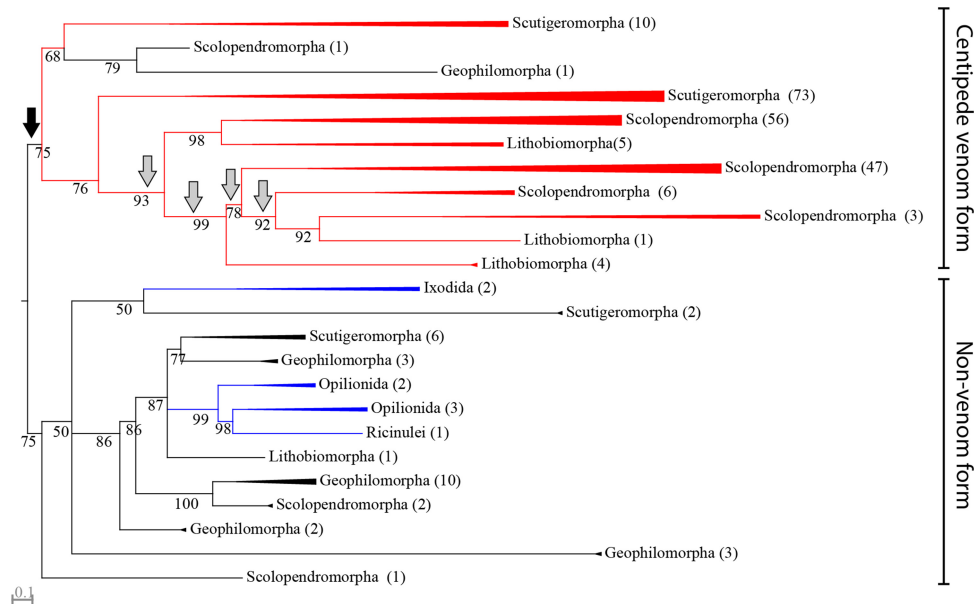 Scutigeromorpha (10)
68
Scolopendromorpha (1)
79
Geophilomorpha (1)
75
Scutigeromorpha (73)
76
Scolopendromorpha (56)
98
Lithobiomorpha(5)
93
Scolopendromorpha (47)
99
78
Scolopendromorpha (6)
92
Scolopendromorpha (3)
92
Lithobiomorpha (1)
Lithobiomorpha (4)
Centipede venom form
Ixodida (2)
50
Scutigeromorpha (2)
Scutigeromorpha (6)
77
Geophilomorpha (3)
Opilionida (2)
87
99
Opilionida (3)
98
Ricinulei (1)
75
50
86
86
Lithobiomorpha (1)
Geophilomorpha (10)
100
Scolopendromorpha (2)
Geophilomorpha (2)
Geophilomorpha (3)
Scolopendromorpha (1)
Non-venom form
0.1